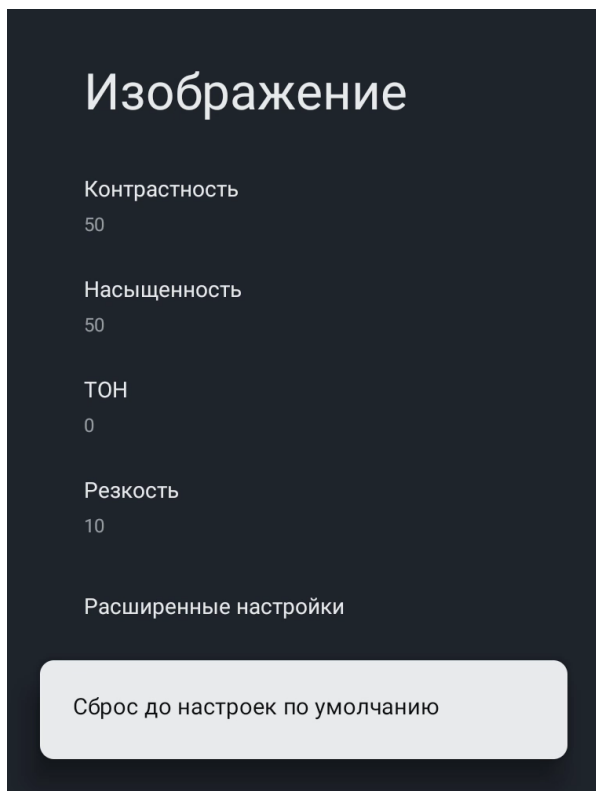 Изображение
Контрастность
50
Насыщенность
50
ТОН
0
Резкость
10
Расширенные настройки
Сброс до настроек по умолчанию